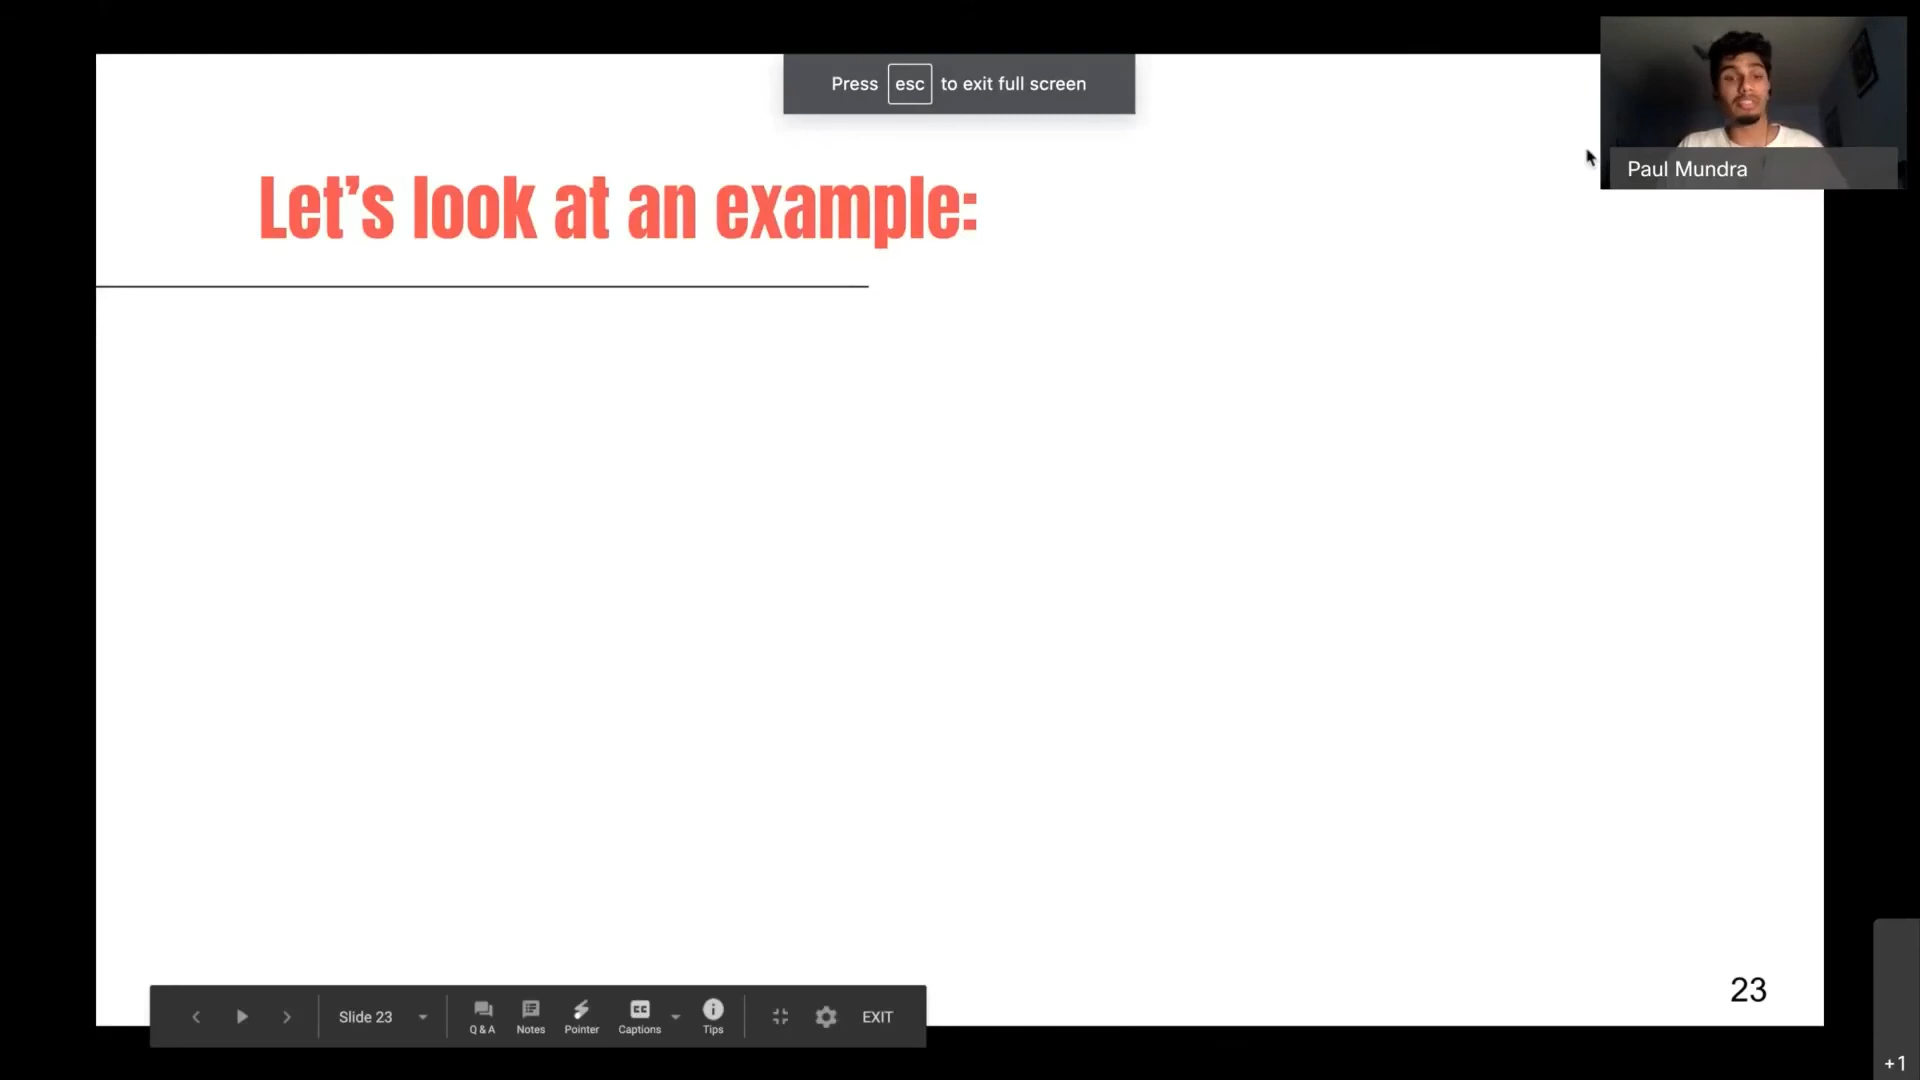 Press esc to exit full screen
Paul Mundra
Let's look at an example:
23
Slide 23
Q & A
Notes
Pointer
CC
Captions
Tips
EXIT
+1